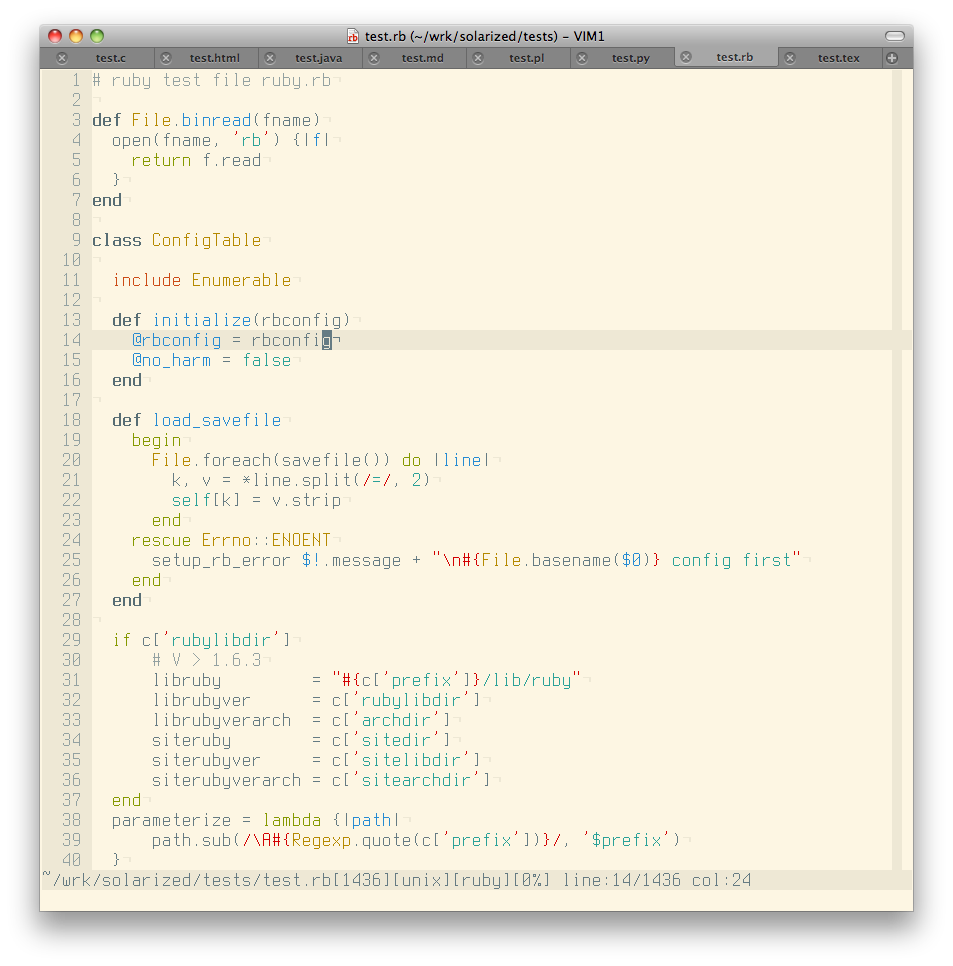 test.rb (~/wrk/solarized/tests) – VIM1
test.c test.html test.java test.md test.pl test.py test.rb test.tex
1 # ruby test file ruby.rb¬
2 ¬
3 def File.binread(fname)¬
4   open(fname, 'rb') {|f|¬
5     return f.read¬
6   }¬
7 end¬
8 ¬
9 class ConfigTable¬
10 ¬
11   include Enumerable¬
12 ¬
13   def initialize(rbconfig)¬
14     @rbconfig = rbconfig¬
15     @no_harm = false¬
16   end¬
17 ¬
18   def load_savefile¬
19     begin¬
20       File.foreach(savefile()) do |line|¬
21         k, v = *line.split(/=/, 2)¬
22         self[k] = v.strip¬
23       end¬
24     rescue Errno::ENOENT¬
25       setup_rb_error $!.message + "\n#{File.basename($0)} config first"¬
26     end¬
27   end¬
28 ¬
29   if c['rubylibdir']¬
30       # V > 1.6.3¬
31       libruby         = "#{c['prefix']}/lib/ruby"¬
32       librubyver      = c['rubylibdir']¬
33       librubyverarch  = c['archdir']¬
34       siteruby        = c['sitedir']¬
35       siterubyver     = c['sitelibdir']¬
36       siterubyverarch = c['sitearchdir']¬
37   end¬
38   parameterize = lambda {|path|¬
39       path.sub(/\A#{Regexp.quote(c['prefix'])}/, '$prefix')¬
40   }¬
~/wrk/solarized/tests/test.rb[1436][unix][ruby][0%] line:14/1436 col:24